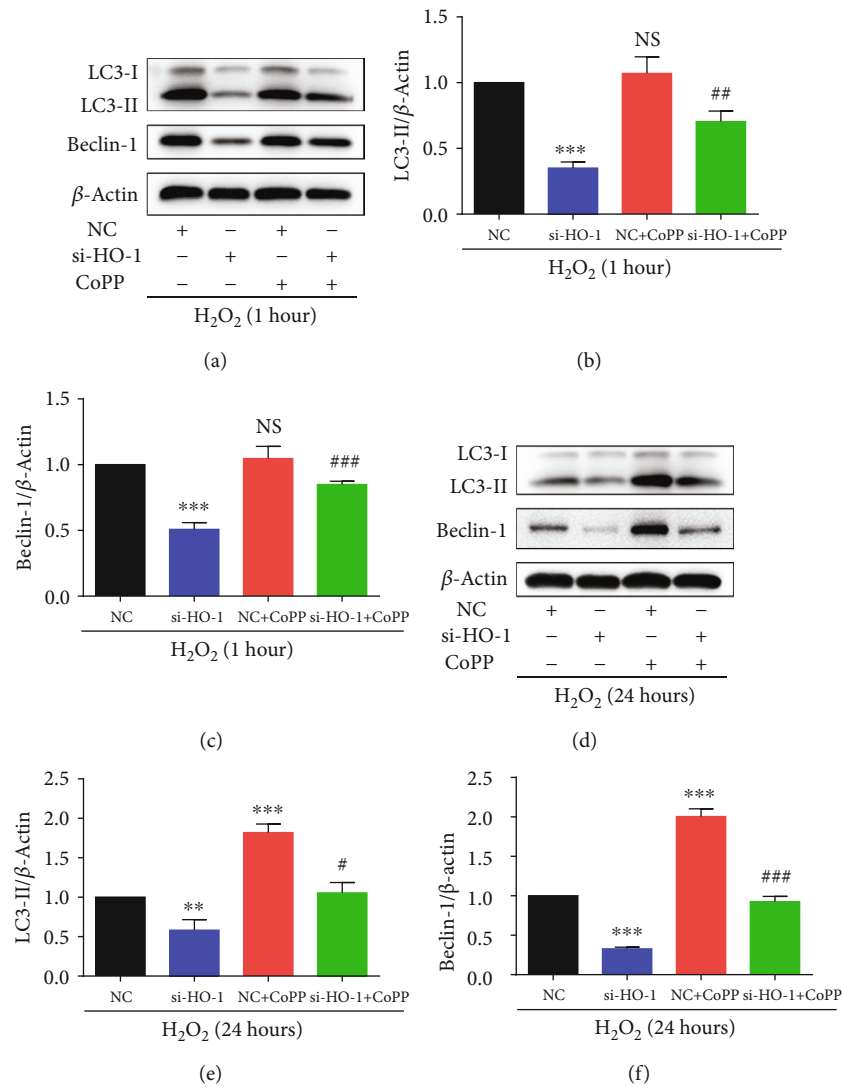 LC3-I
LC3-II
Beclin-1
β-Actin
NC + – + –
si-HO-1 – + – +
CoPP – – + +
H₂O₂ (1 hour)
(a)
LC3-II/β-Actin
1.5
1.0
0.5
0.0
NS
##
***
NC si-HO-1 NC+CoPP si-HO-1+CoPP
H₂O₂ (1 hour)
(b)
Beclin-1/β-Actin
1.5
1.0
0.5
0.0
NS
###
***
NC si-HO-1 NC+CoPP si-HO-1+CoPP
H₂O₂ (1 hour)
(c)
LC3-I
LC3-II
Beclin-1
β-Actin
NC + – + –
si-HO-1 – + – +
CoPP – – + +
H₂O₂ (24 hours)
(d)
LC3-II/β-Actin
2.5
2.0
1.5
1.0
0.5
0.0
***
#
**
NC si-HO-1 NC+CoPP si-HO-1+CoPP
H₂O₂ (24 hours)
(e)
Beclin-1/β-actin
2.5
2.0
1.5
1.0
0.5
0.0
***
###
***
NC si-HO-1 NC+CoPP si-HO-1+CoPP
H₂O₂ (24 hours)
(f)